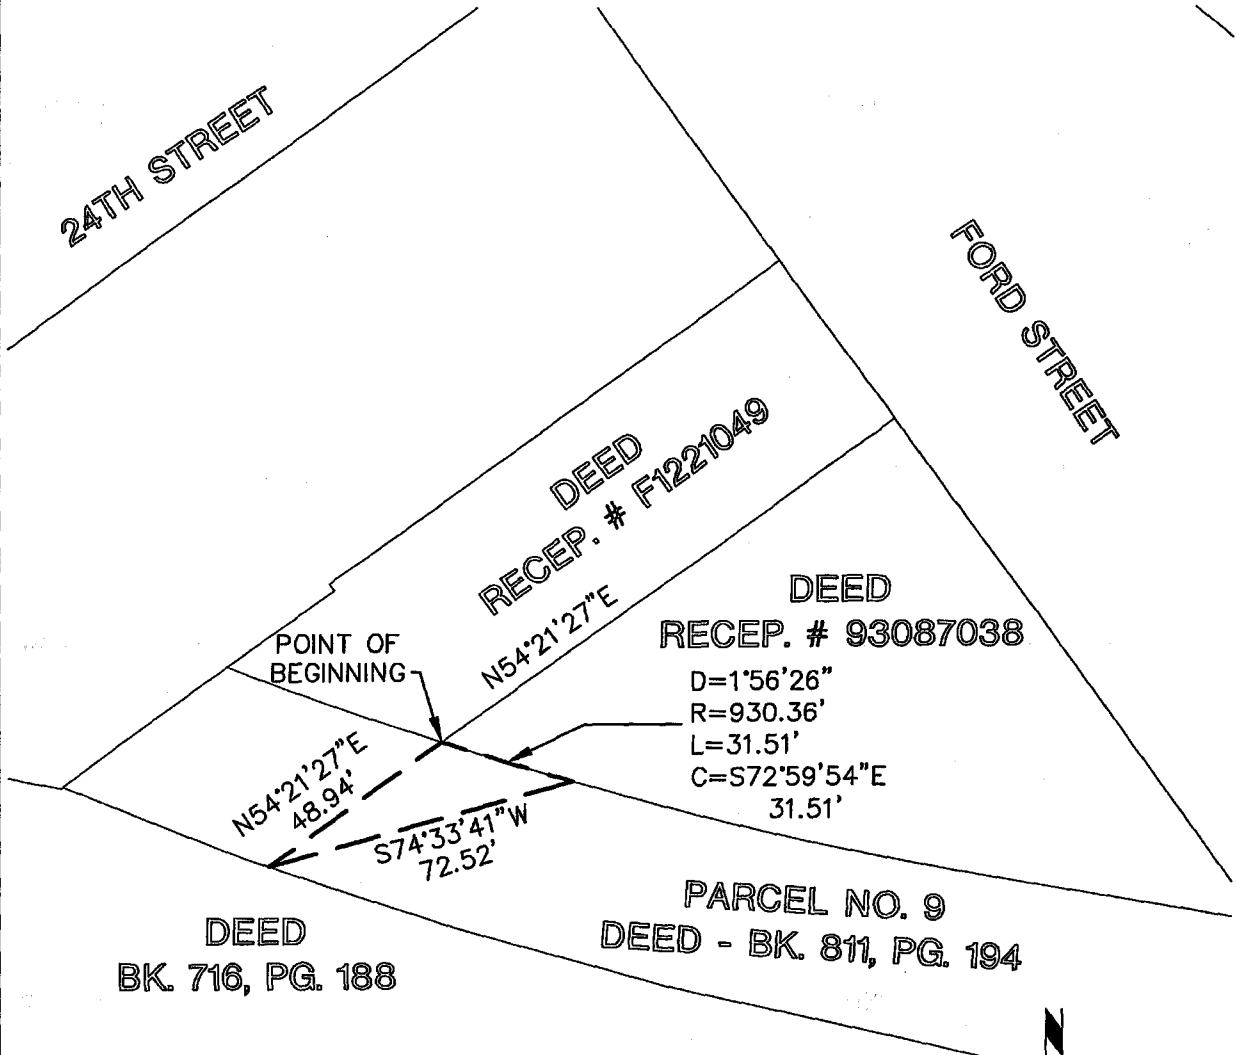 24TH STREET
FORD STREET
DEED
RECEP. # F1221049
N54°21'27"E
DEED
RECEP. # 93087038
D=1°56'26"
R=930.36'
L=31.51'
C=S72°59'54"E
31.51'
POINT OF
BEGINNING
N54°21'27"E
48.94'
S74°33'41"W
72.52'
PARCEL NO. 9
DEED - BK. 811, PG. 194
DEED
BK. 716, PG. 188
N